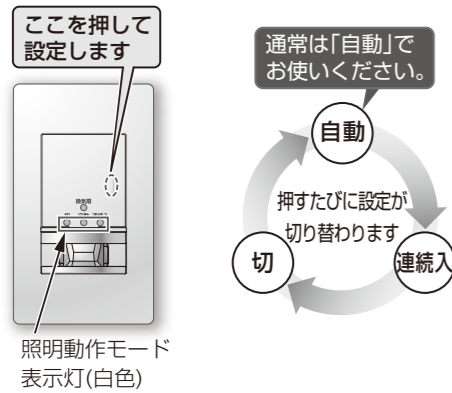 ここを押して
設定します
換気扇
照明動作モード
表示灯(白色)
通常は「自動」で
お使いください。
自動
押すたびに設定が
切り替わります
切
連続入